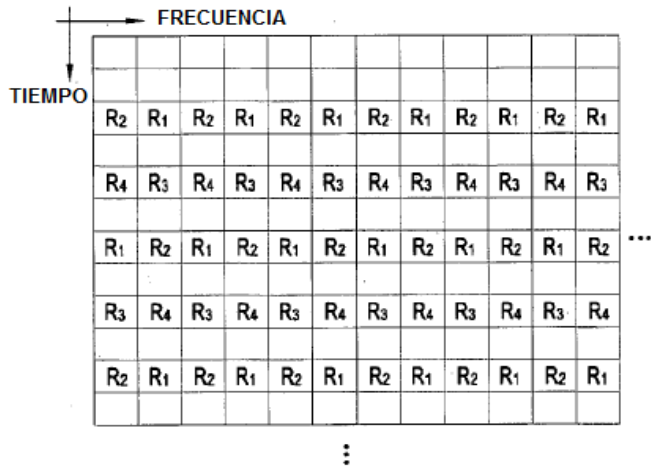 FRECUENCIA
TIEMPO
R2 R1 R2 R1 R2 R1 R2 R1 R2 R1 R2 R1
R4 R3 R4 R3 R4 R3 R4 R3 R4 R3 R4 R3
R1 R2 R1 R2 R1 R2 R1 R2 R1 R2 R1 R2
...
R3 R4 R3 R4 R3 R4 R3 R4 R3 R4 R3 R4
R2 R1 R2 R1 R2 R1 R2 R1 R2 R1 R2 R1